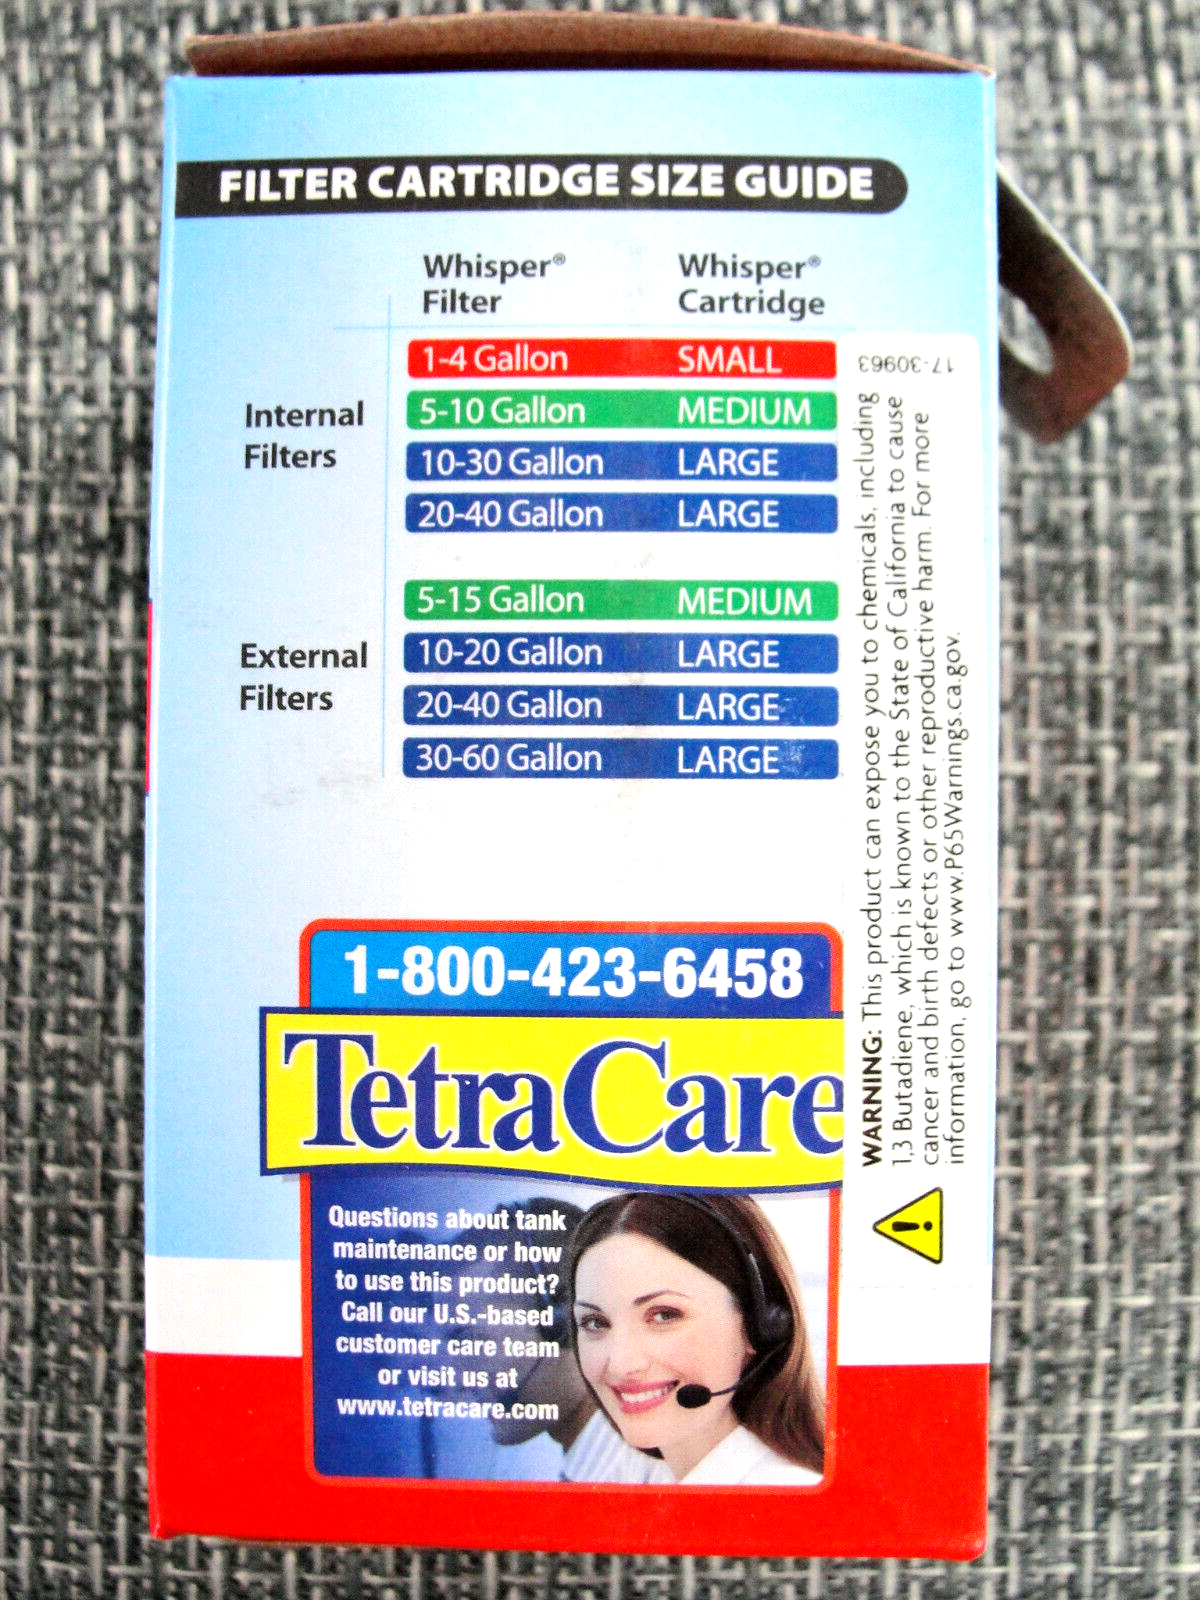 FILTER CARTRIDGE SIZE GUIDE
Whisper® Filter
Whisper® Cartridge
Internal Filters
1-4 Gallon SMALL
5-10 Gallon MEDIUM
10-30 Gallon LARGE
20-40 Gallon LARGE
External Filters
5-15 Gallon MEDIUM
10-20 Gallon LARGE
20-40 Gallon LARGE
30-60 Gallon LARGE
1-800-423-6458
TetraCare
Questions about tank
maintenance or how
to use this product?
Call our U.S.-based
customer care team
or visit us at
www.tetracare.com
17-30963
WARNING: This product can expose you to chemicals, including
1,3 Butadiene, which is known to the State of California to cause
cancer and birth defects or other reproductive harm. For more
information, go to www.P65Warnings.ca.gov.